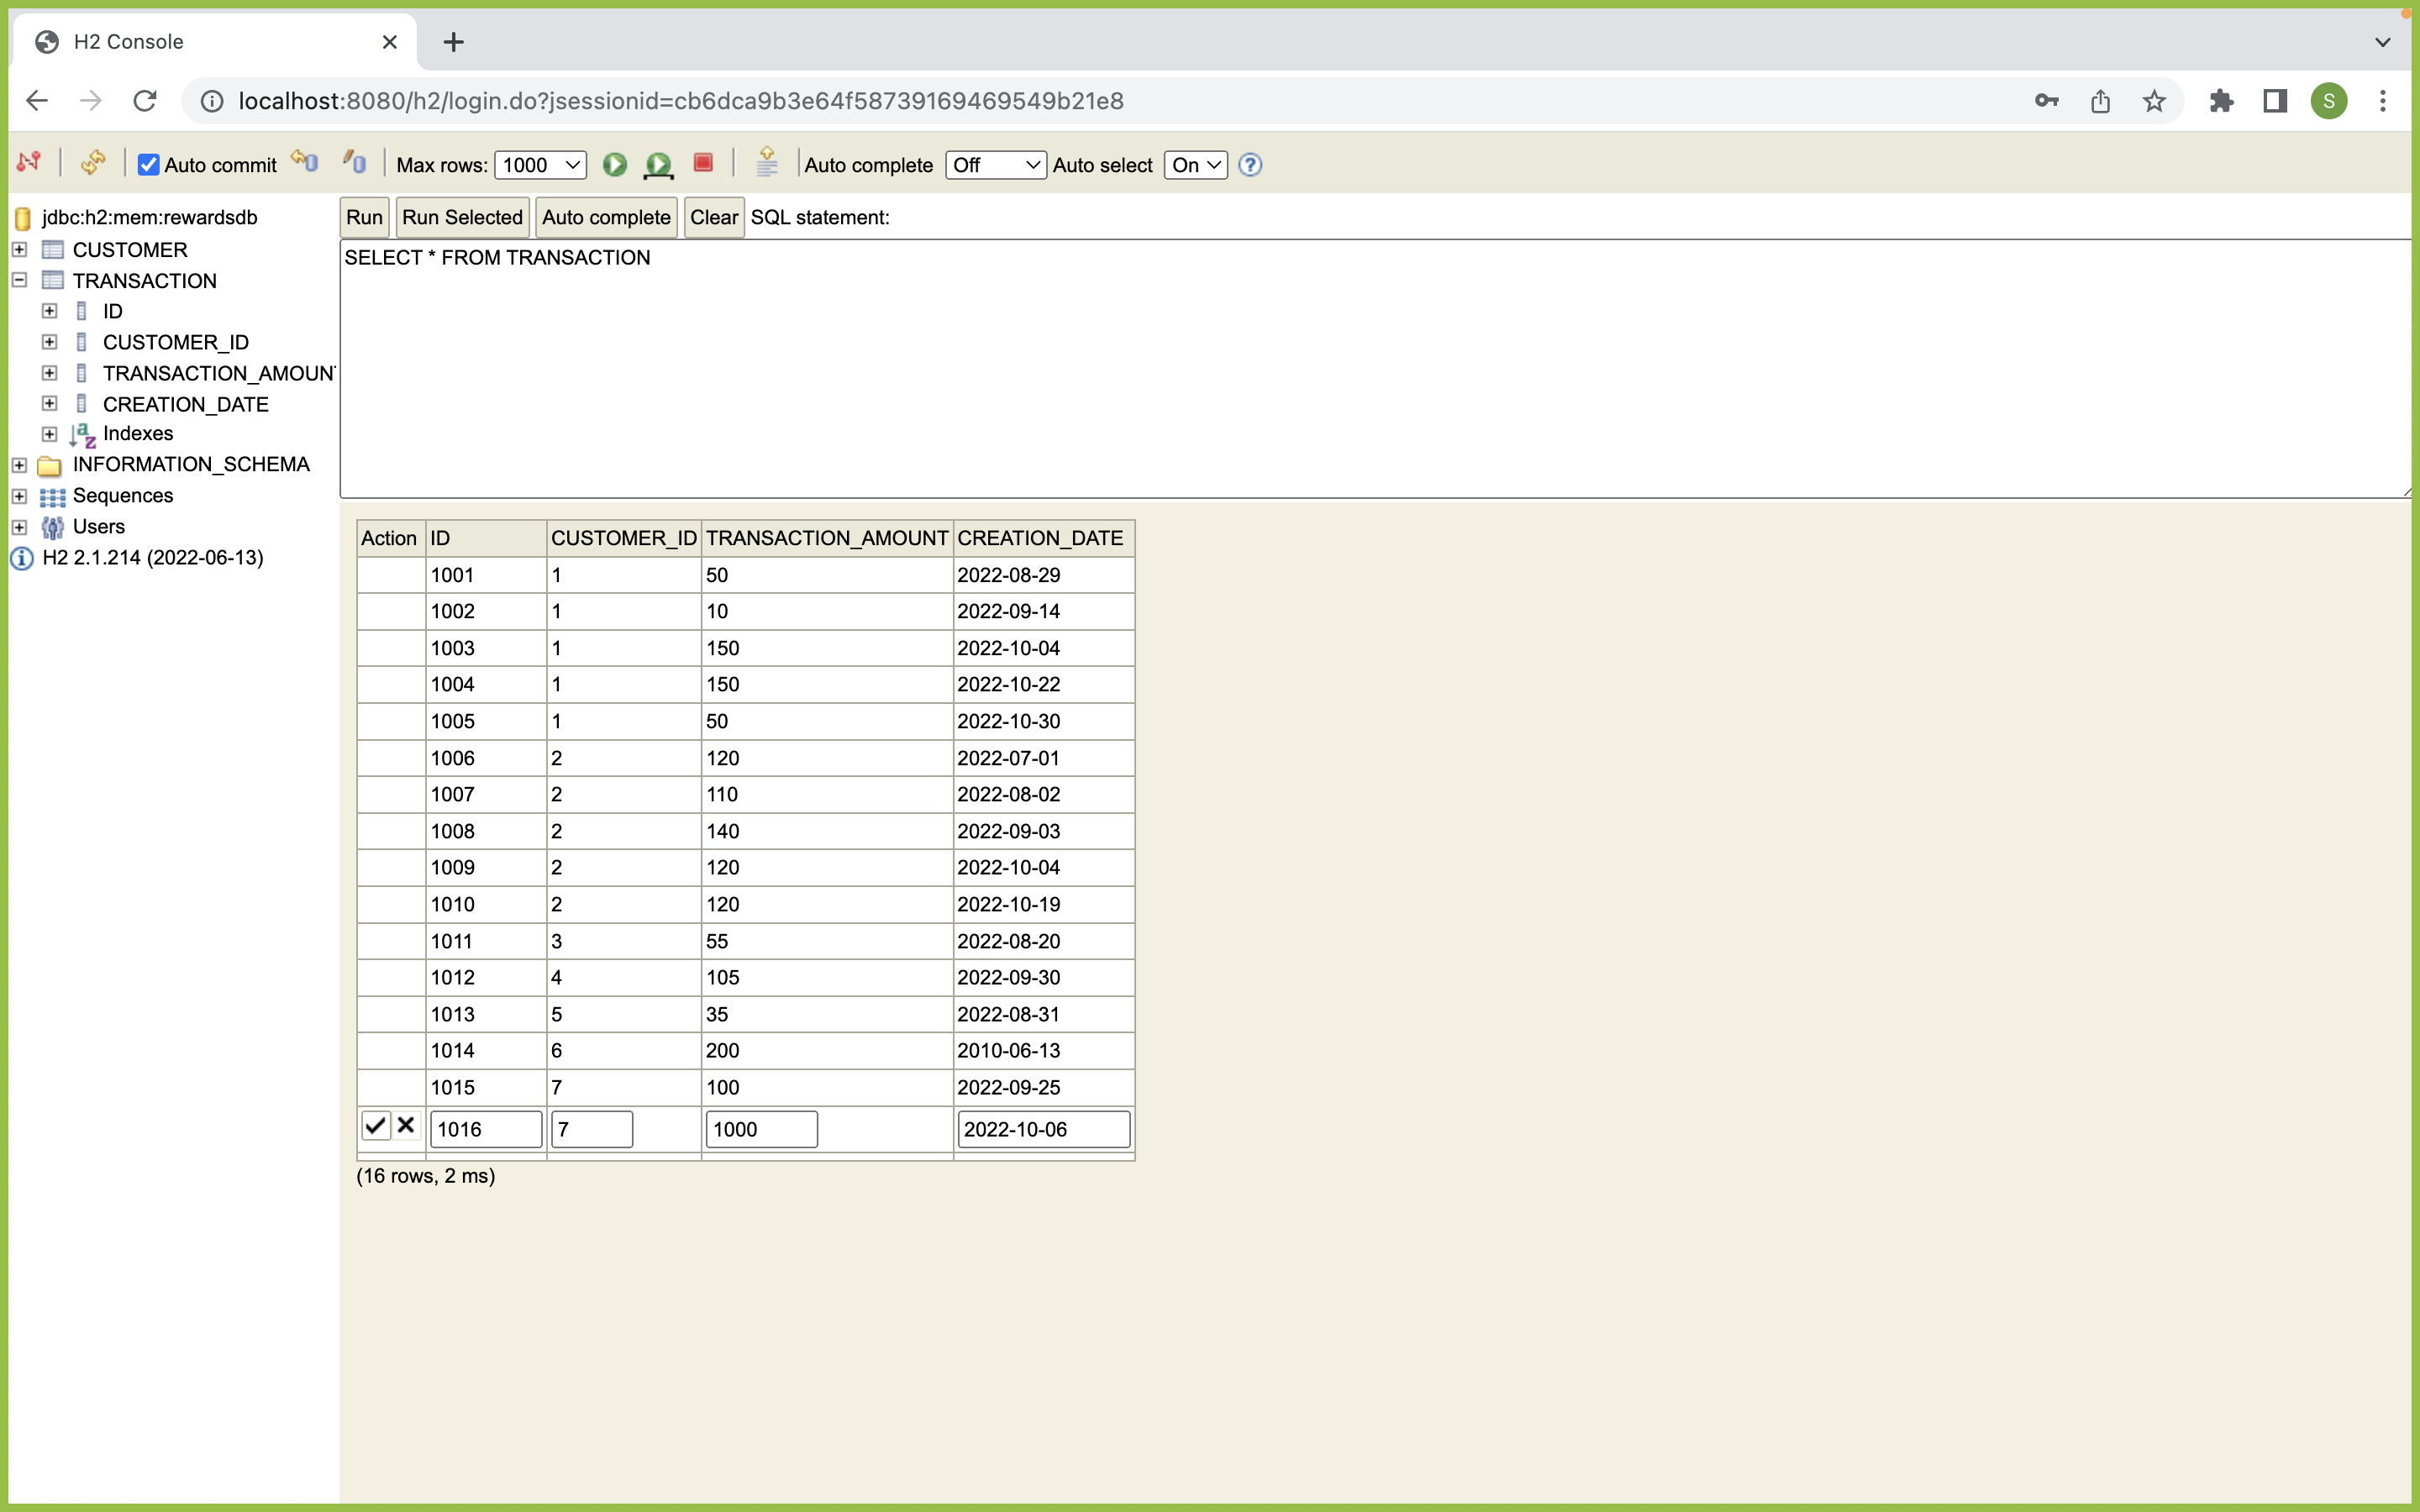 H2 Console
localhost:8080/h2/login.do?jsessionid=cb6dca9b3e64f58739169469549b21e8
S
Auto commit Max rows: 1000 Auto complete Off Auto select On ?
jdbc:h2:mem:rewardsdb
CUSTOMER
TRANSACTION
ID
CUSTOMER_ID
TRANSACTION_AMOUN
CREATION_DATE
Indexes
INFORMATION_SCHEMA
Sequences
Users
H2 2.1.214 (2022-06-13)
Run Run Selected Auto complete Clear SQL statement:
SELECT * FROM TRANSACTION
Action ID CUSTOMER_ID TRANSACTION_AMOUNT CREATION_DATE
1001 1 50 2022-08-29
1002 1 10 2022-09-14
1003 1 150 2022-10-04
1004 1 150 2022-10-22
1005 1 50 2022-10-30
1006 2 120 2022-07-01
1007 2 110 2022-08-02
1008 2 140 2022-09-03
1009 2 120 2022-10-04
1010 2 120 2022-10-19
1011 3 55 2022-08-20
1012 4 105 2022-09-30
1013 5 35 2022-08-31
1014 6 200 2010-06-13
1015 7 100 2022-09-25
1016 7 1000 2022-10-06
(16 rows, 2 ms)